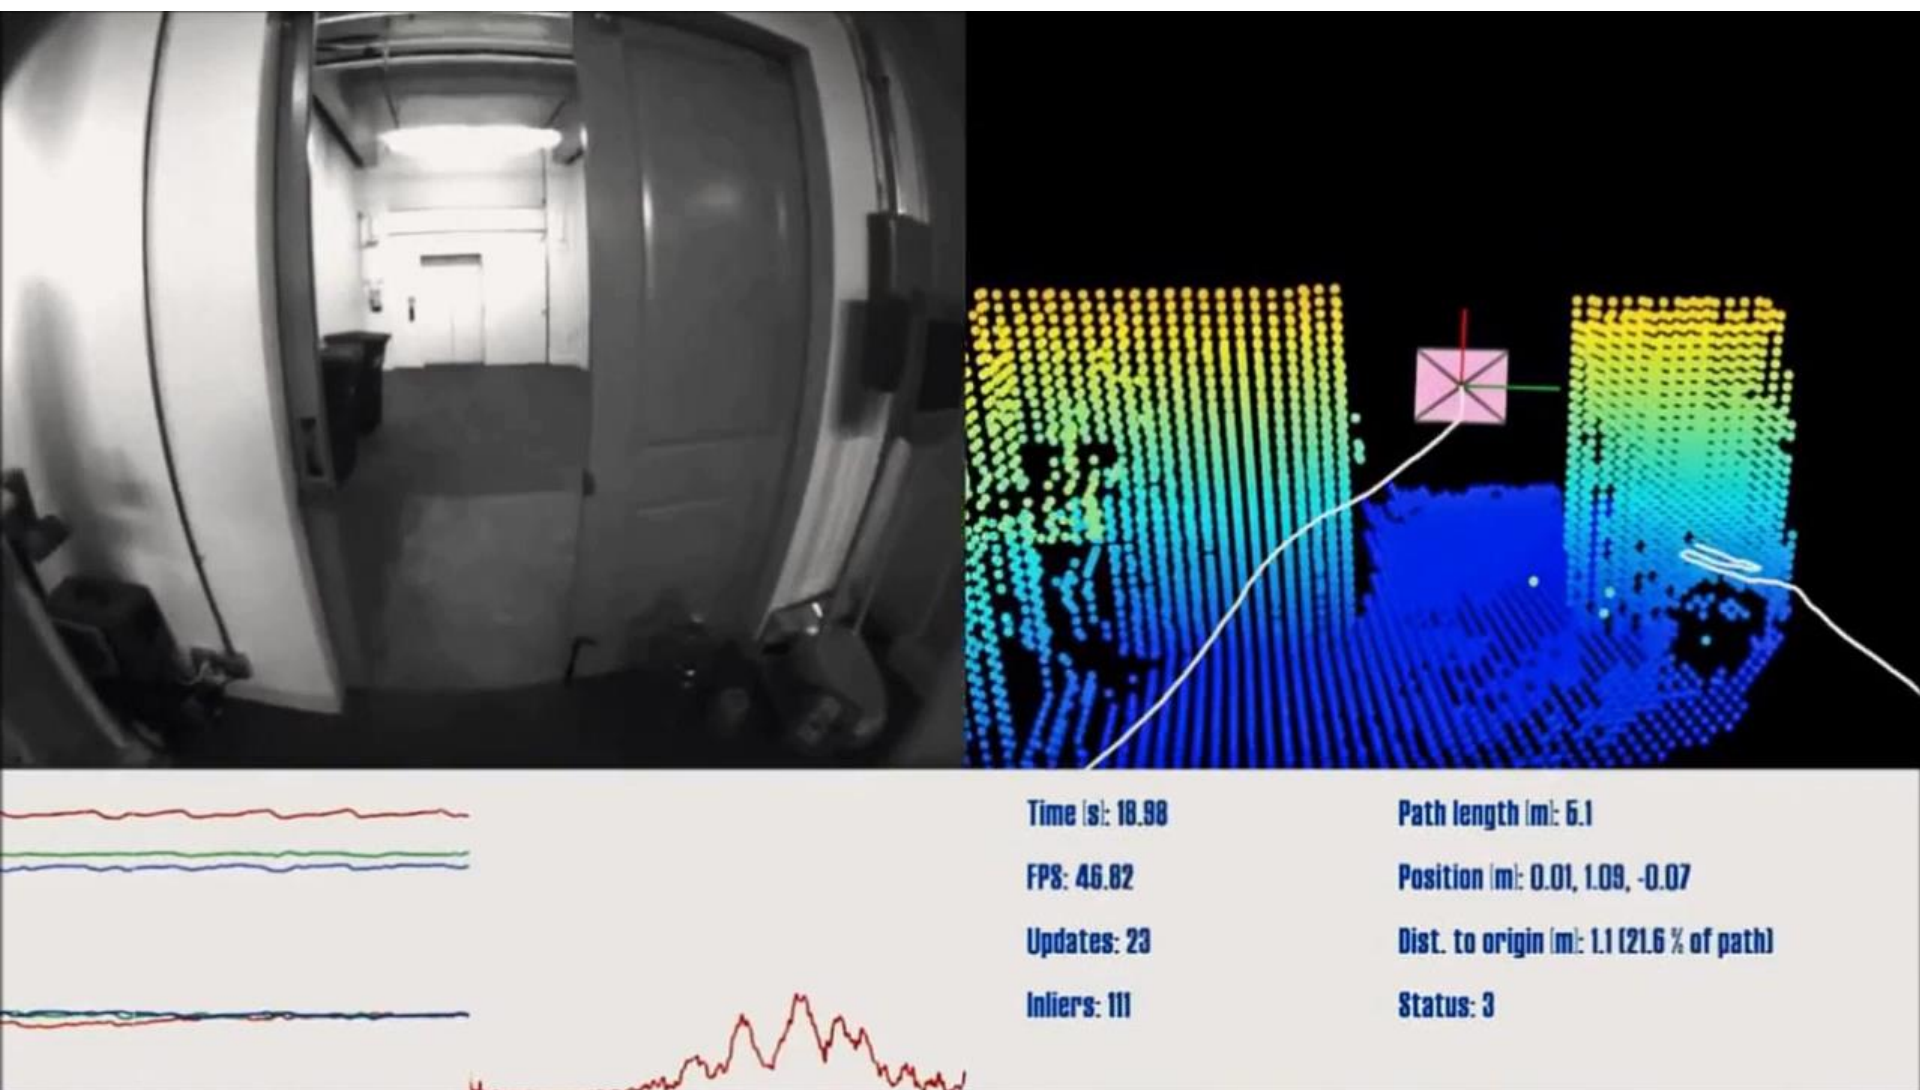 Time [s]: 18.98
Path length [m]: 5.1
FPS: 46.82
Position [m]: 0.01, 1.09, -0.07
Updates: 23
Dist. to origin [m]: 1.1 [21.6 % of path]
Inliers: 111
Status: 3